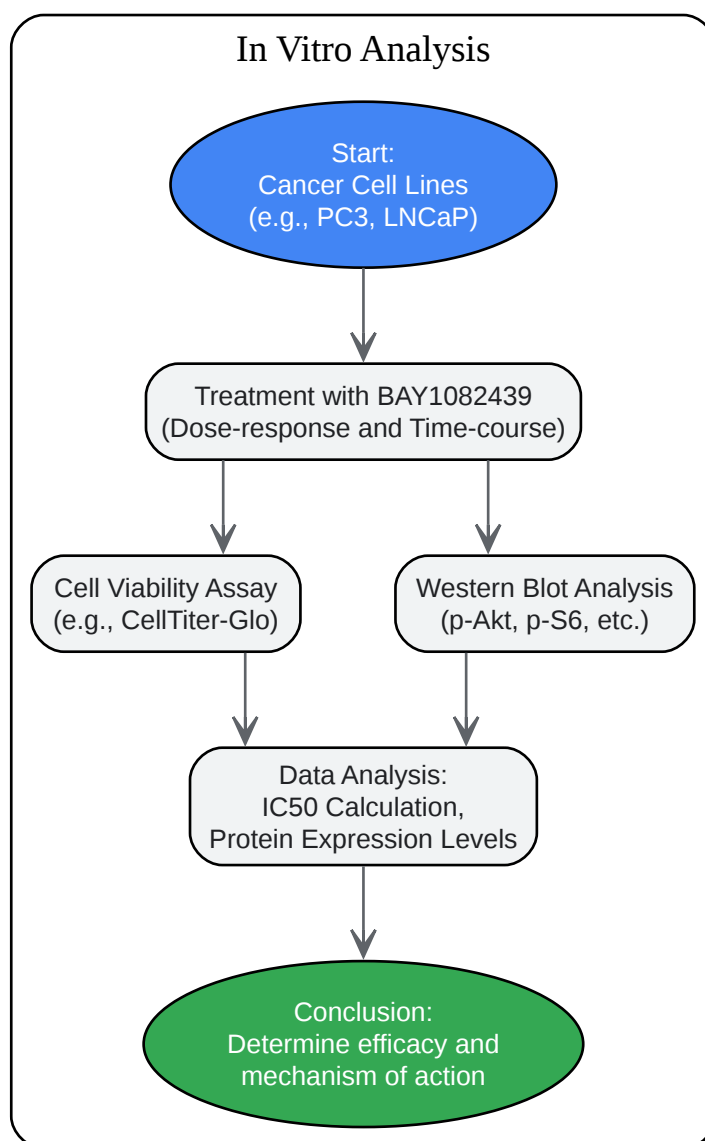 In Vitro Analysis
Start:
Cancer Cell Lines
(e.g., PC3, LNCaP)
Treatment with BAY1082439
(Dose-response and Time-course)
Cell Viability Assay
(e.g., CellTiter-Glo)
Western Blot Analysis
(p-Akt, p-S6, etc.)
Data Analysis:
IC50 Calculation,
Protein Expression Levels
Conclusion:
Determine efficacy and
mechanism of action